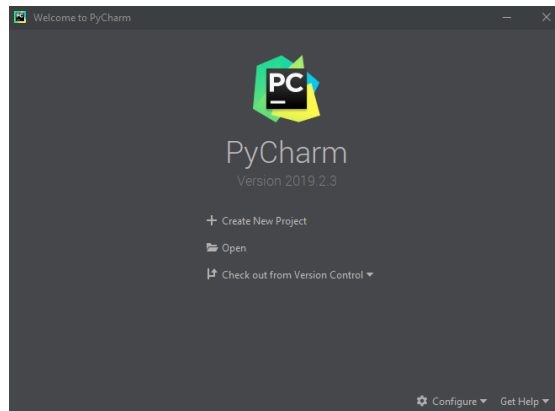 Welcome to PyCharm
PC
PyCharm
Version 2019.2.3
Create New Project
Open
Check out from Version Control
Configure Get Help